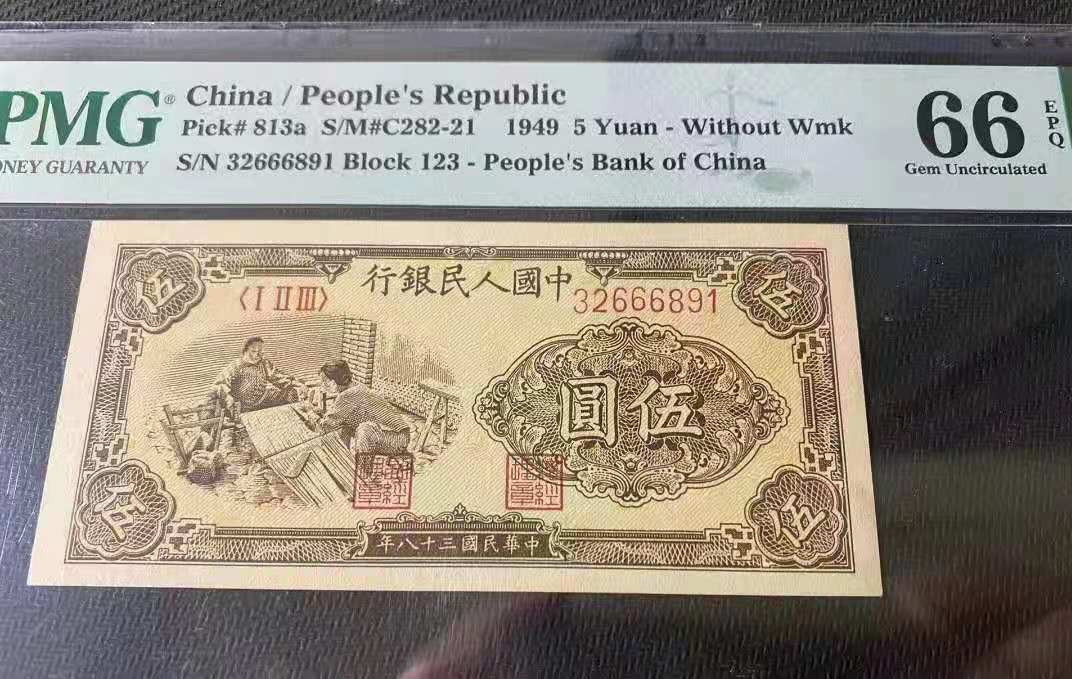 PMG® China / People's Republic
Pick# 813a S/M#C282-21 1949 5 Yuan - Without Wmk
S/N 32666891 Block 123 - People's Bank of China
ONEY GUARANTY
66 EPQ
Gem Uncirculated
行銀民人國中
〈I II III〉
32666891
伍
伍
圓伍
年八十三國民華中
伍
伍